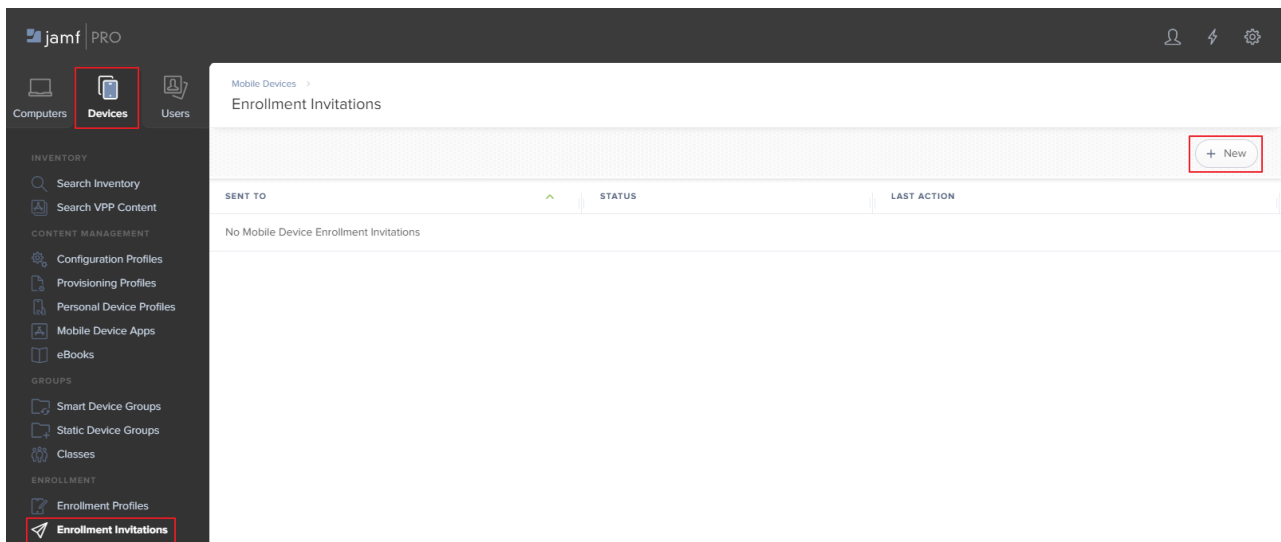 jamf PRO
Computers Devices Users
Mobile Devices >
Enrollment Invitations
+ New
SENT TO STATUS LAST ACTION
No Mobile Device Enrollment Invitations
INVENTORY
Search Inventory
Search VPP Content
CONTENT MANAGEMENT
Configuration Profiles
Provisioning Profiles
Personal Device Profiles
Mobile Device Apps
eBooks
GROUPS
Smart Device Groups
Static Device Groups
Classes
ENROLLMENT
Enrollment Profiles
Enrollment Invitations